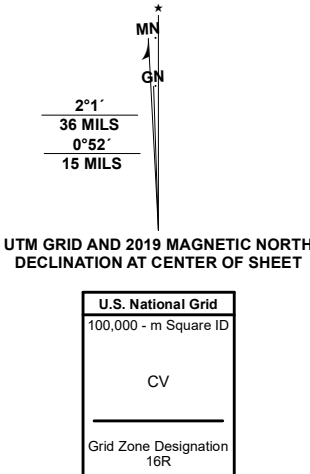 ★
MN
GN
2°1´
36 MILS
0°52´
15 MILS
UTM GRID AND 2019 MAGNETIC NORTH
DECLINATION AT CENTER OF SHEET
U.S. National Grid
100,000 - m Square ID
CV
Grid Zone Designation
16R